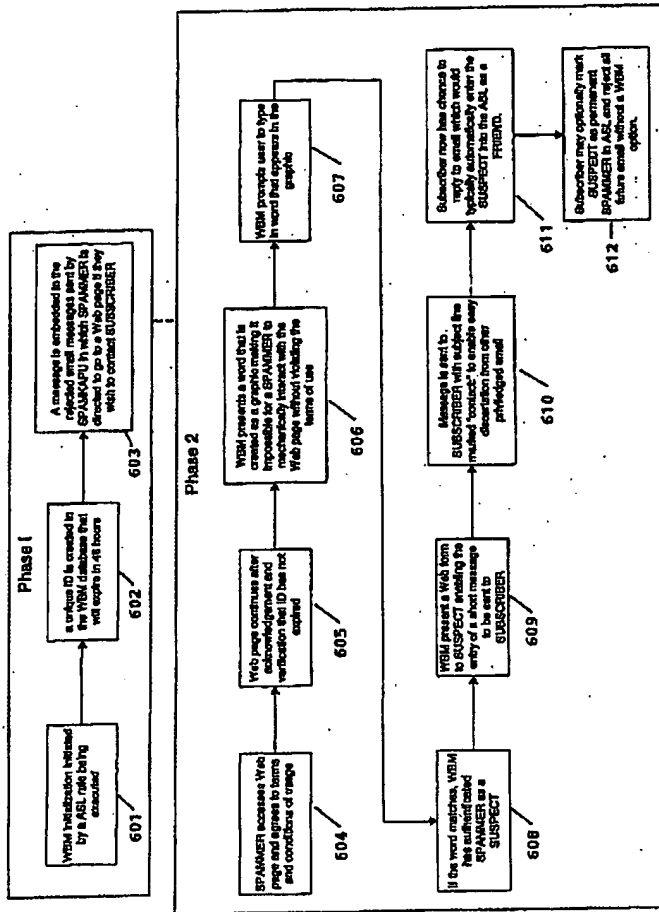 Phase 1
WBM initialization initiated
by a ASL rule being
executed
601
a unique ID is created in
the WBM database that
will expire in 48 hours
602
A message is embedded in the
rejected email messages sent by
SPAMKAPU in which SPAMMER is
directed to go to a Web page if they
wish to contact SUBSCRIBER
603
Phase 2
SPAMMER accesses Web
page and agrees to terms
and conditions of usage
604
Web page continues after
acknowledgement and
verification that ID has not
expired
605
WBM presents a word that is
created as a graphic making it
impossible for a SPAMMER to
mechanically interact with the
Web page without violating the
terms of use
606
WBM prompts user to type
in word that appears in the
graphic
607
If the word matches, WBM
has authenticated
SPAMMER as a
SUSPECT
608
WBM present a Web form
to SUSPECT enabling the
entry of a short message
to be sent to
SUBSCRIBER
609
Message is sent to
SUBSCRIBER with subject line
"contact:" to enable easy
from other
priviledged email
610
Subscriber now has chance to
reply to email which would
typically automatically enter the
SUSPECT into the ASL as a
FRIEND.
611
Subscriber may optionally mark
SUSPECT as permanent
SPAMMER in ASL and reject all
future email without a WBM
option.
612